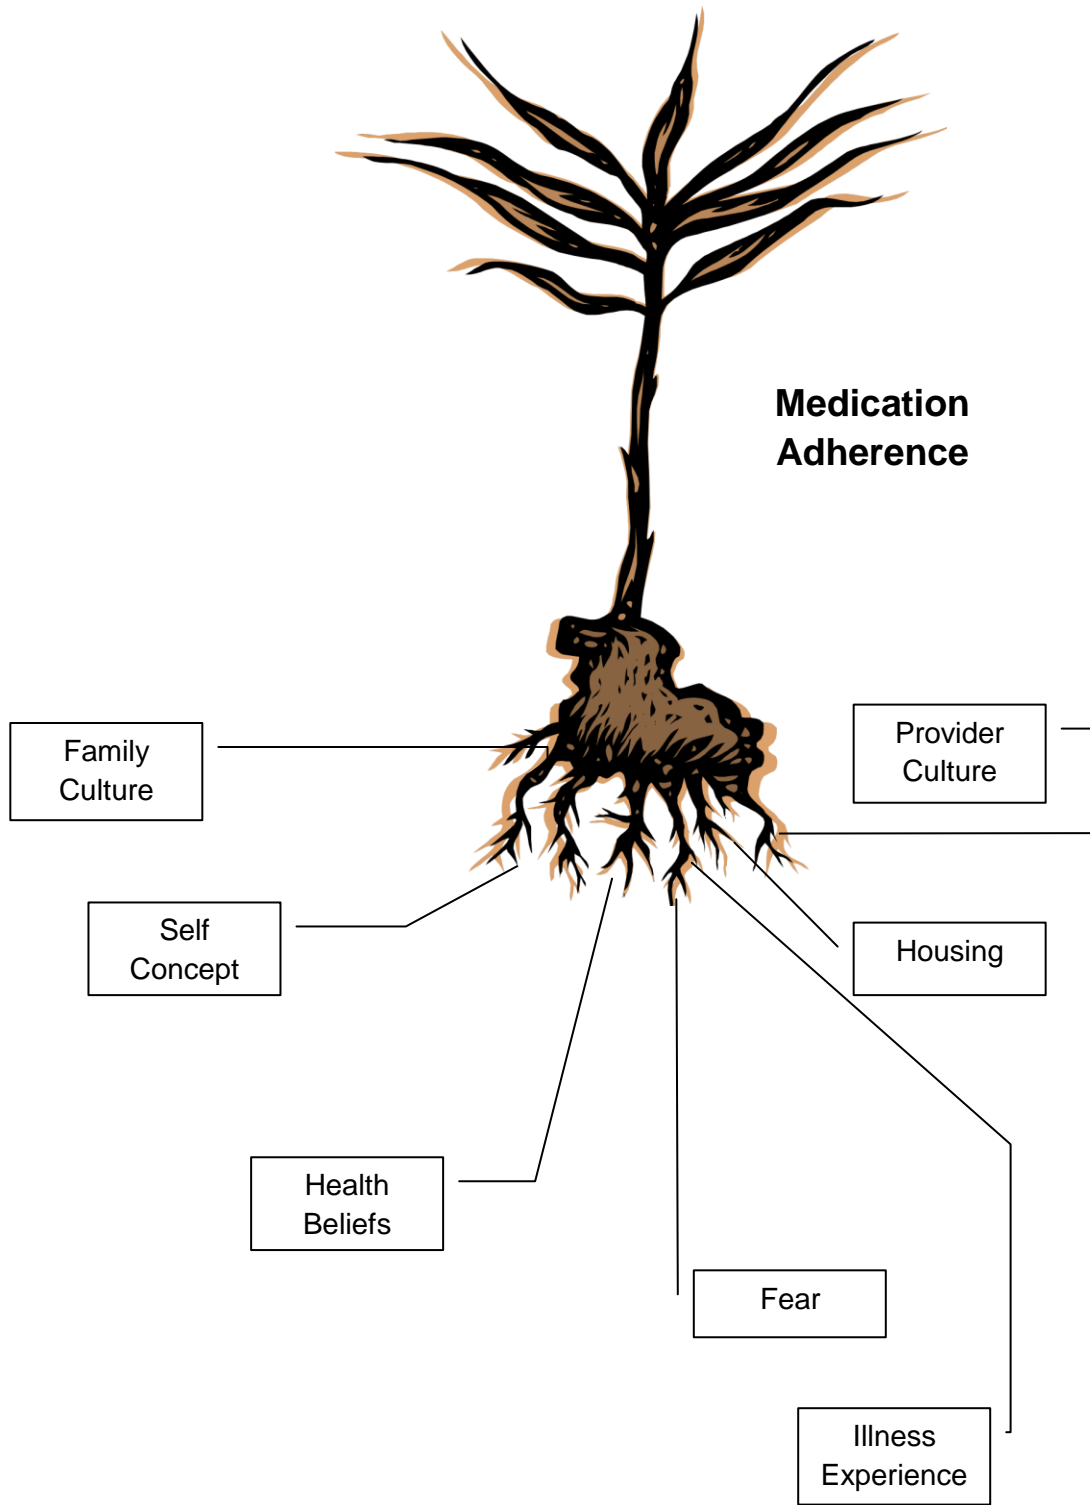 Medication
Adherence
Family
Culture
Provider
Culture
Self
Concept
Housing
Health
Beliefs
Fear
Illness
Experience